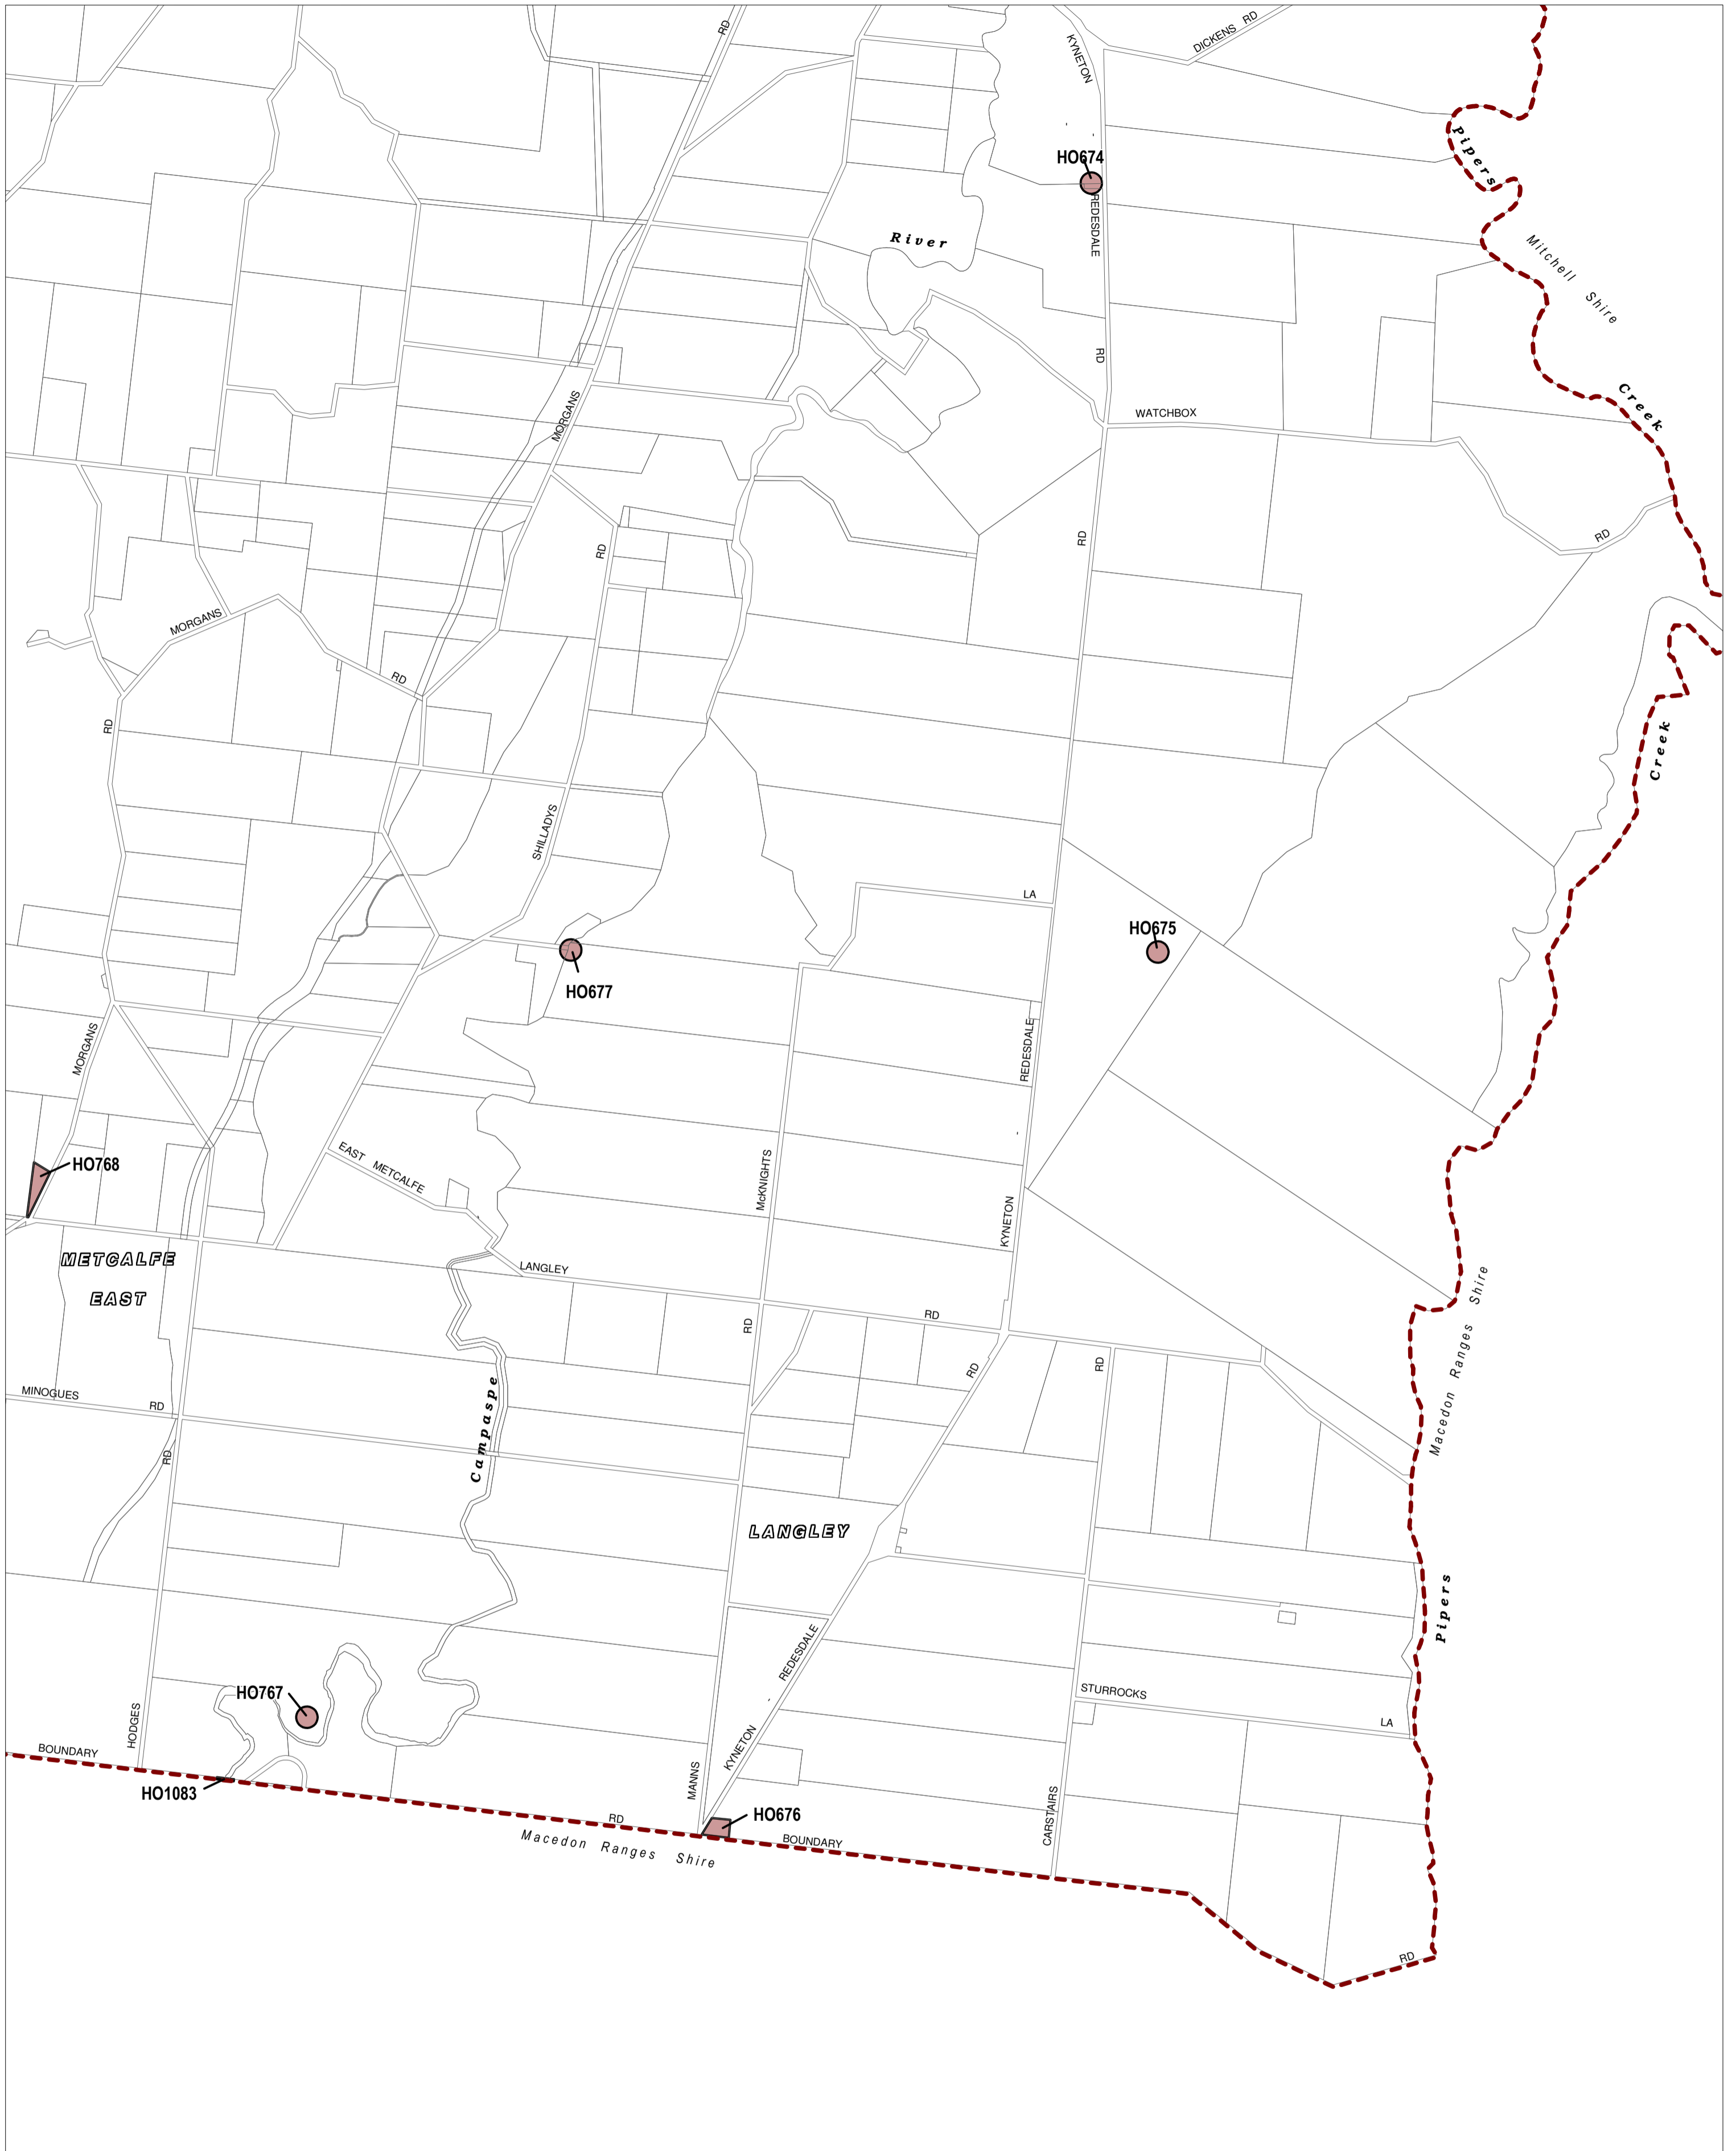 RD
KYNETON
DICKENS RD
Pipers
HO674
REDESDALE
River
Mitchell Shire
RD
Creek
MORGANS
WATCHBOX
RD
RD
RD
MORGANS
RD
RD
Creek
SHILLADYS
LA
HO675
HO677
MORGANS
REDESDALE
EAST METCALFE
HO768
McKNIGHTS
KYNETON
METCALFE
EAST
LANGLEY
Macedon Ranges Shire
RD
RD
RD
RD
MINOGUES
RD
Campaspe
RD
LANGLEY
Pipers
REDESDALE
STURROCKS
HO767
LA
HODGES
BOUNDARY
KYNETON
MANNS
HO1083
CARSTAIRS
HO676
RD
BOUNDARY
Macedon Ranges Shire
RD